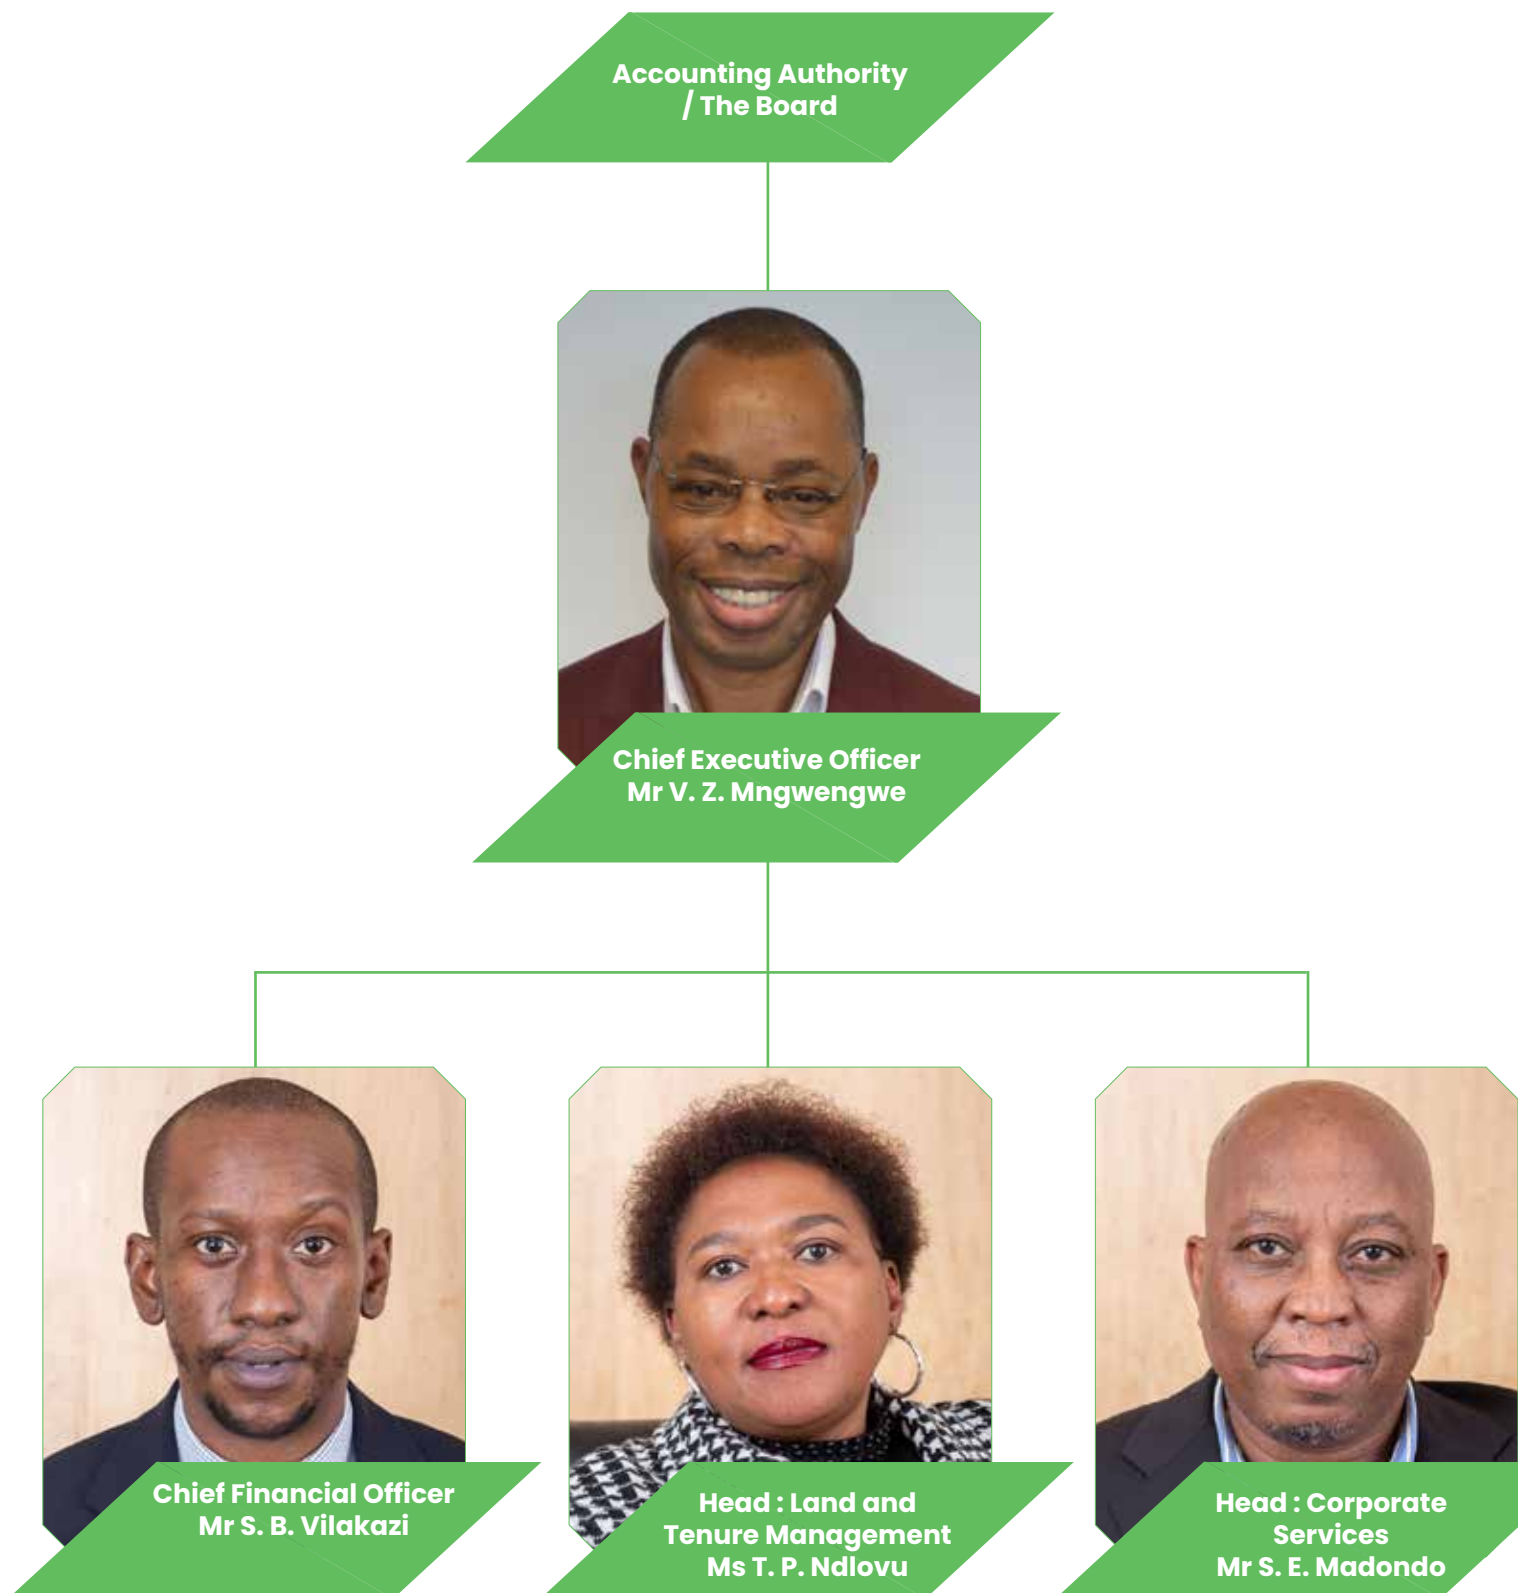 Accounting Authority
/ The Board
Chief Executive Officer
Mr V. Z. Mngwengwe
Chief Financial Officer
Mr S. B. Vilakazi
Head : Land and
Tenure Management
Ms T. P. Ndlovu
Head : Corporate
Services
Mr S. E. Madondo